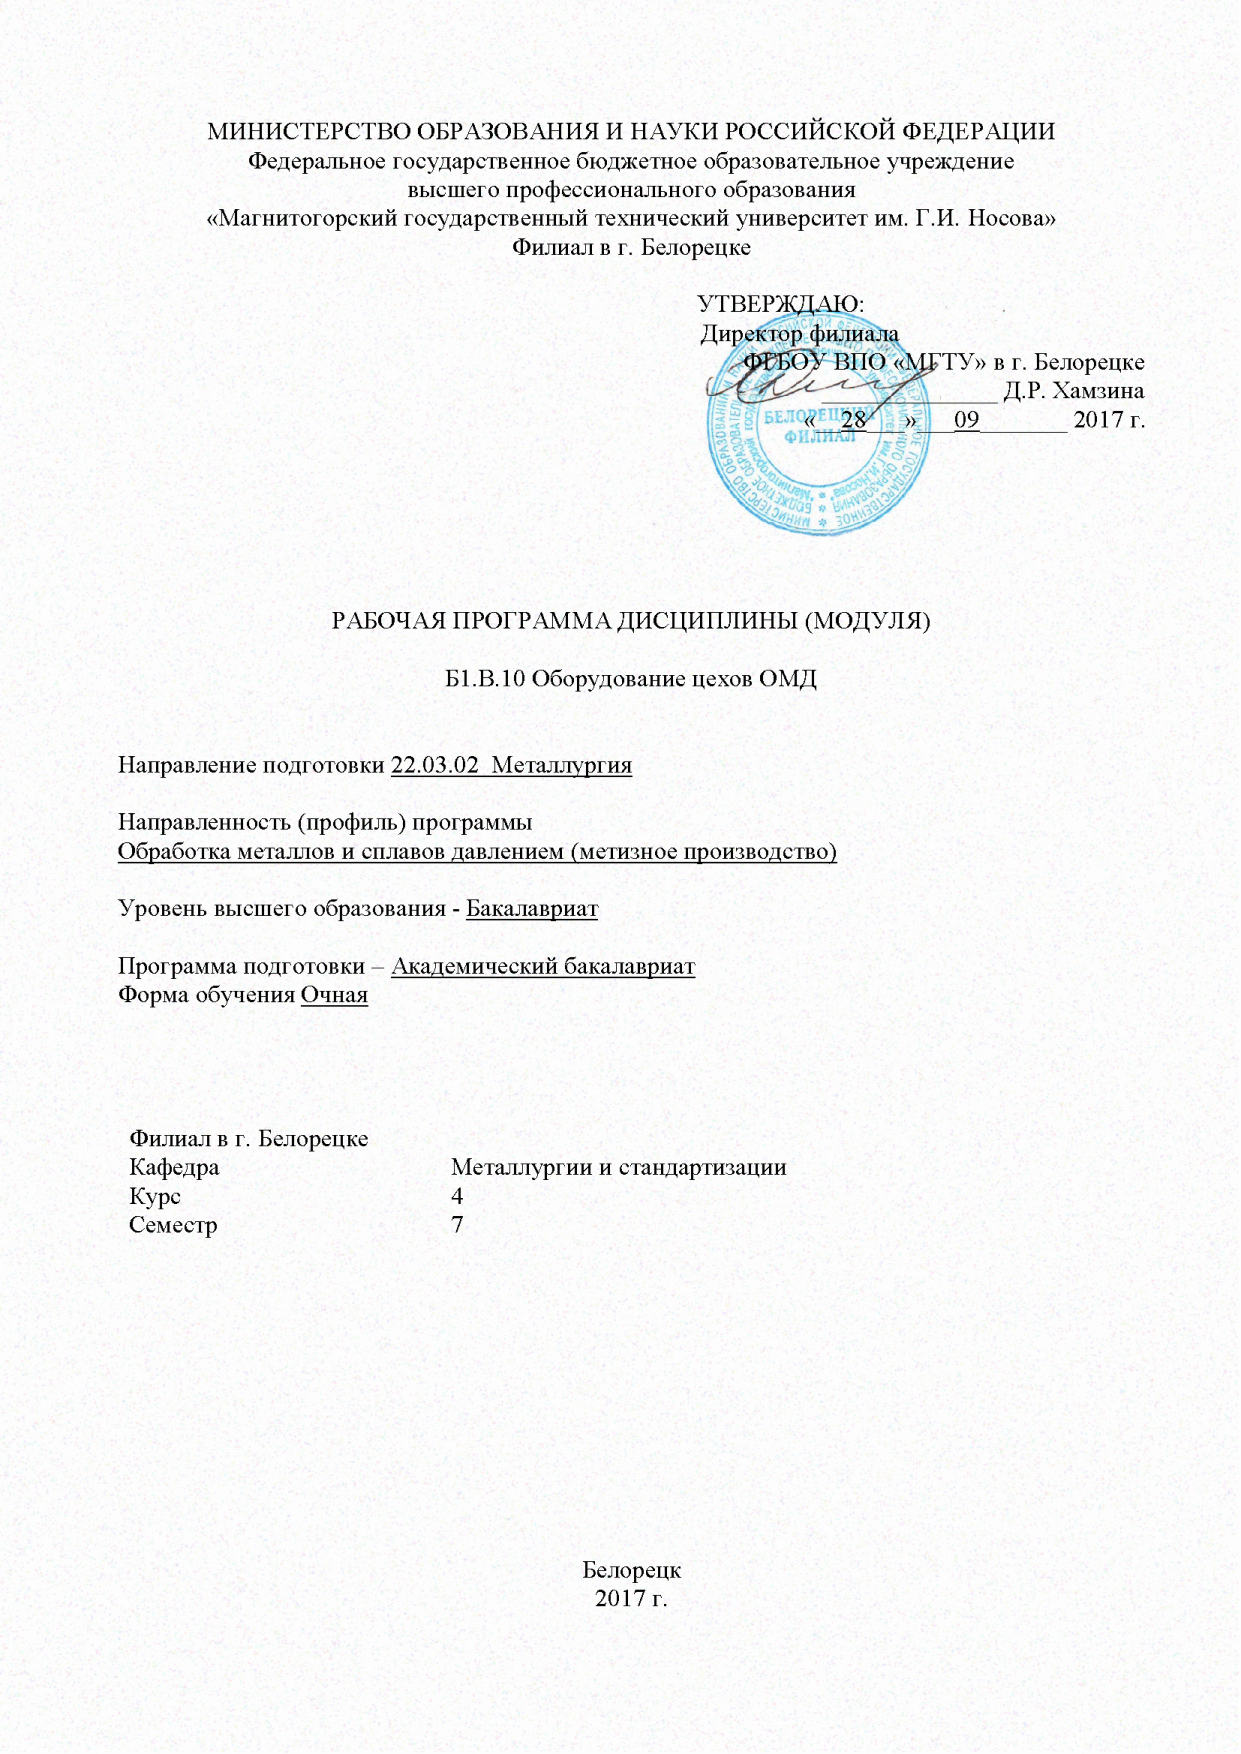 МИНИСТЕРСТВО ОБРАЗОВАНИЯ И НАУКИ РОССИЙСКОЙ ФЕДЕРАЦИИ
Федеральное государственное бюджетное образовательное учреждение
высшего профессионального образования
«Магнитогорский государственный технический университет им. Г.И. Носова»
Филиал в г. Белорецке
УТВЕРЖДАЮ:
Директор филиала
ФГБОУ ВПО «МГТУ» в г. Белорецке
Д.Р. Хамзина
« 28 » 09 2017 г.
БЕЛОРЕЦКИЙ
ФИЛИАЛ
РАБОЧАЯ ПРОГРАММА ДИСЦИПЛИНЫ (МОДУЛЯ)
Б1.В.10 Оборудование цехов ОМД
Направление подготовки 22.03.02 Металлургия
Направленность (профиль) программы
Обработка металлов и сплавов давлением (метизное производство)
Уровень высшего образования - Бакалавриат
Программа подготовки – Академический бакалавриат
Форма обучения Очная
Филиал в г. Белорецке
Кафедра Металлургии и стандартизации
Курс 4
Семестр 7
Белорецк
2017 г.